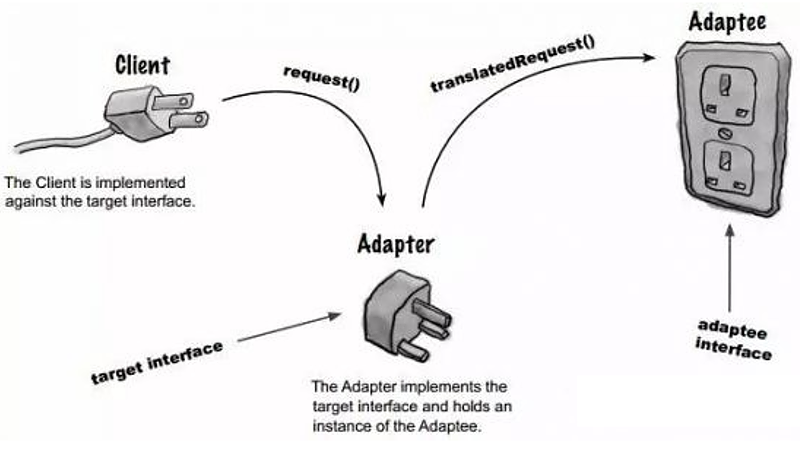 Adaptee
Client
request()
translatedRequest()
The Client is implemented
against the target interface.
Adapter
target interface
adaptee
interface
The Adapter implements the
target interface and holds an
instance of the Adaptee.